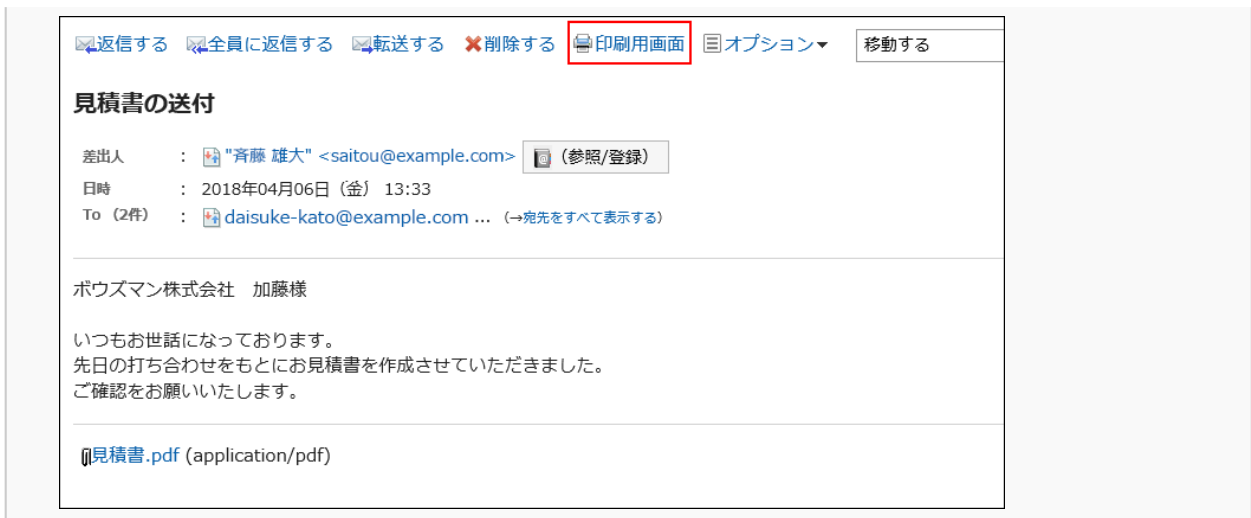 返信する 全員に返信する 転送する 削除する 印刷用画面 オプション▼ 移動する
見積書の送付
差出人 : "斉藤 雄大" <saitou@example.com> (参照/登録)
日時 : 2018年04月06日（金） 13:33
To（2件） : daisuke-kato@example.com ... (→宛先をすべて表示する)
ボウズマン株式会社　加藤様
いつもお世話になっております。
先日の打ち合わせをもとにお見積書を作成させていただきました。
ご確認をお願いいたします。
見積書.pdf (application/pdf)